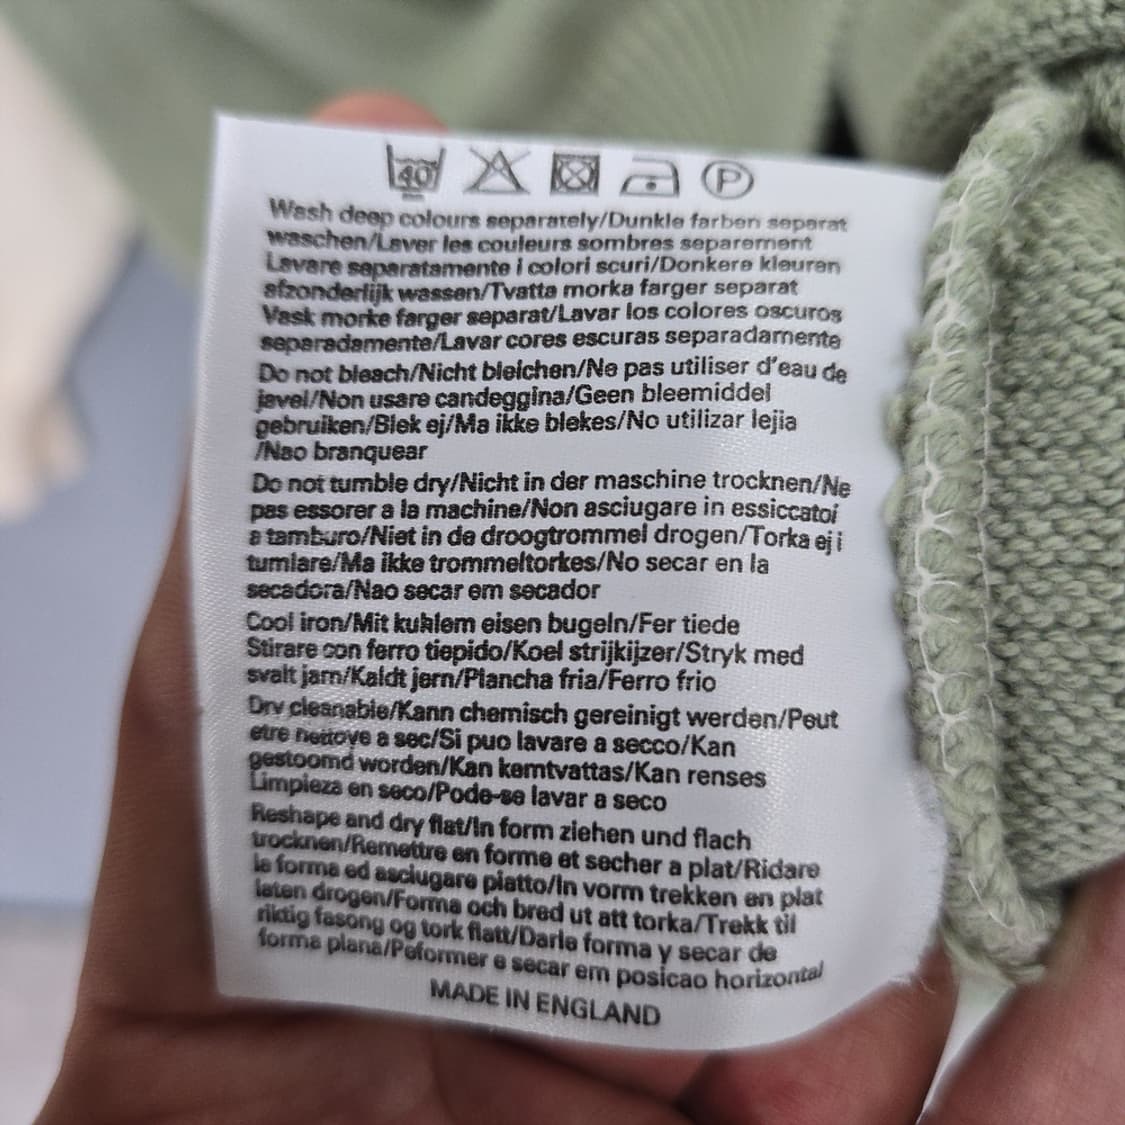 40
P
Wash deep colours separately/Dunkle farben separat
waschen/Laver les couleurs sombres separement
Lavare separatamente i colori scuri/Donkere kleuren
afzonderlijk wassen/Tvatta morka farger separat
Vask morke farger separat/Lavar los colores oscuros
separadamente/Lavar cores escuras separadamente
Do not bleach/Nicht bleichen/Ne pas utiliser d'eau de
javel/Non usare candeggina/Geen bleemiddel
gebruiken/Blek ej/Ma ikke blekes/No utilizar lejia
/Nao branquear
Do not tumble dry/Nicht in der maschine trocknen/Ne
pas essorer a la machine/Non asciugare in essiccatoi
a tamburo/Niet in de droogtrommel drogen/Torka ej i
tumlare/Ma ikke trommeltorkes/No secar en la
secadora/Nao secar em secador
Cool iron/Mit kuhlem eisen bugeln/Fer tiede
Stirare con ferro tiepido/Koel strijkijzer/Stryk med
svalt jarn/Kaldt jern/Plancha fria/Ferro frio
Dry cleanable/Kann chemisch gereinigt werden/Peut
etre nettoye a sec/Si puo lavare a secco/Kan
gestoomd worden/Kan kemtvattas/Kan renses
Limpieza en seco/Pode-se lavar a seco
Reshape and dry flat/In form ziehen und flach
trocknen/Remettre en forme et secher a plat/Ridare
la forma ed asciugare piatto/In vorm trekken en plat
laten drogen/Forma och bred ut att torka/Trekk til
riktig fasong og tork flatt/Darle forma y secar de
forma plana/Peformer e secar em posicao horizontal
MADE IN ENGLAND